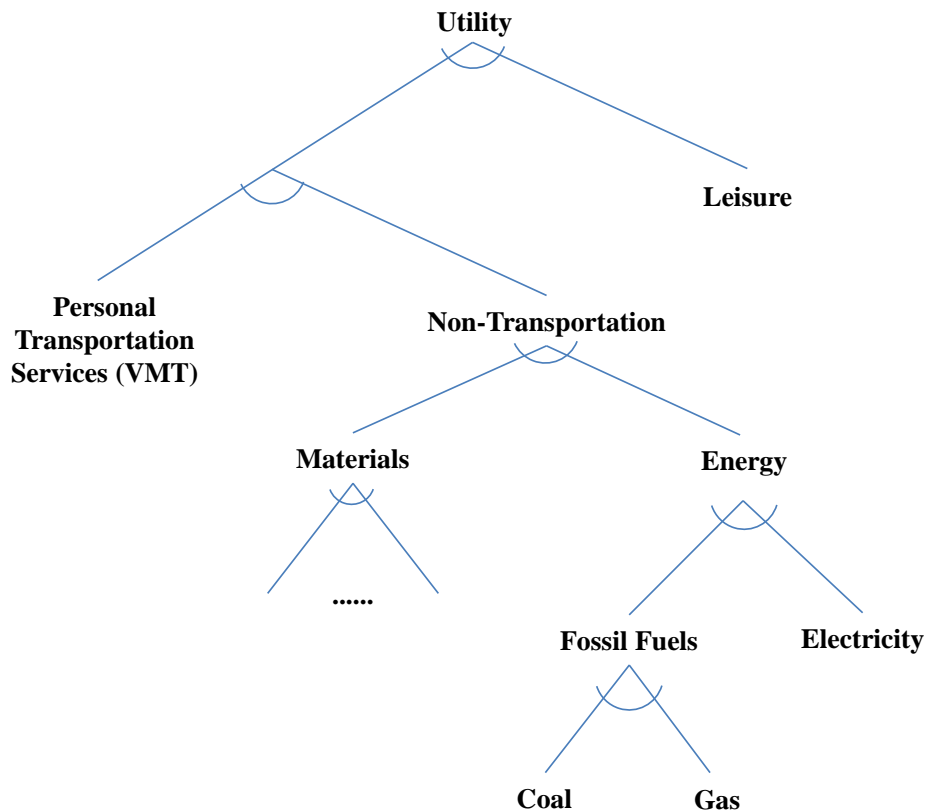 Utility
Leisure
Personal
Transportation
Services (VMT)
Non-Transportation
Materials
Energy
......
Fossil Fuels
Electricity
Coal
Gas